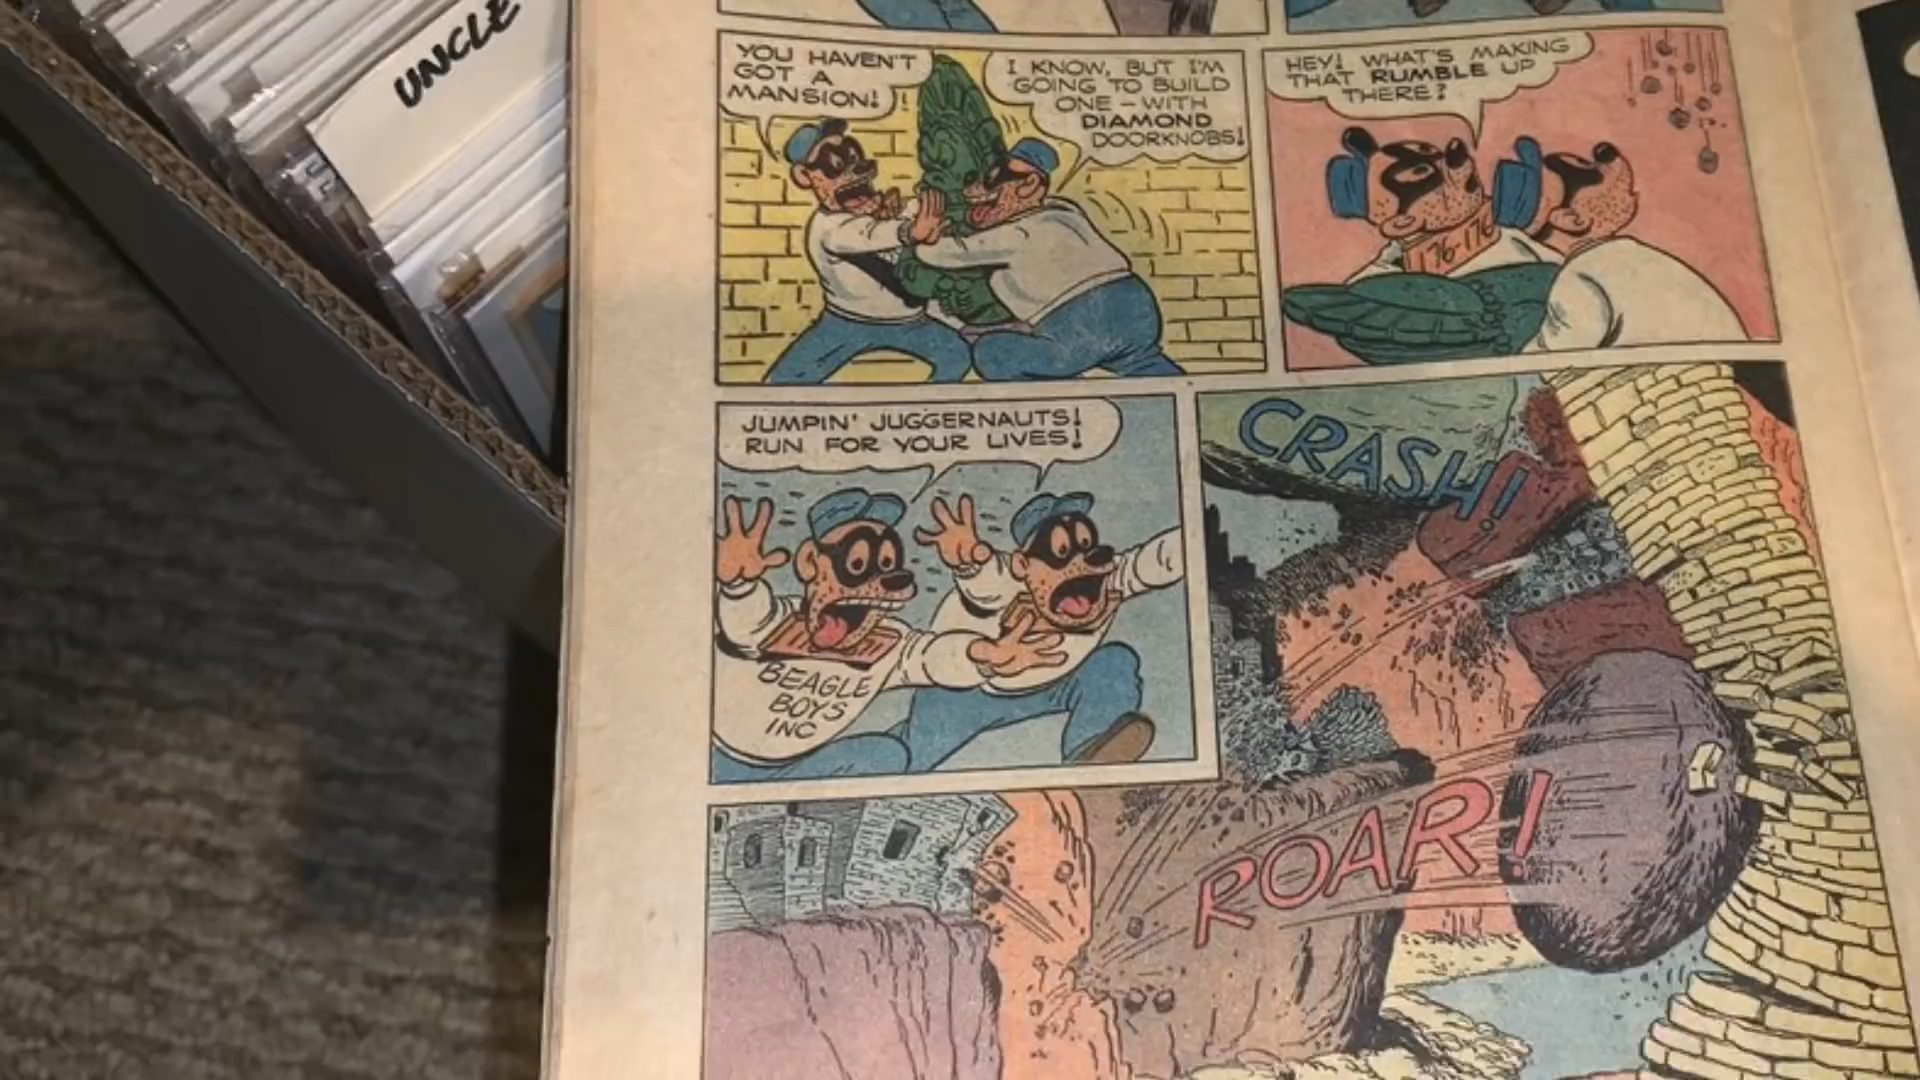 UNCLE
YOU HAVEN'T
GOT A
MANSION!
I KNOW, BUT I'M
GOING TO BUILD
ONE – WITH
DIAMOND
DOORKNOBS!
HEY! WHAT'S MAKING
THAT RUMBLE UP
THERE?
176-176
JUMPIN' JUGGERNAUTS!
RUN FOR YOUR LIVES!
BEAGLE
BOYS
INC
CRASH!
ROAR!